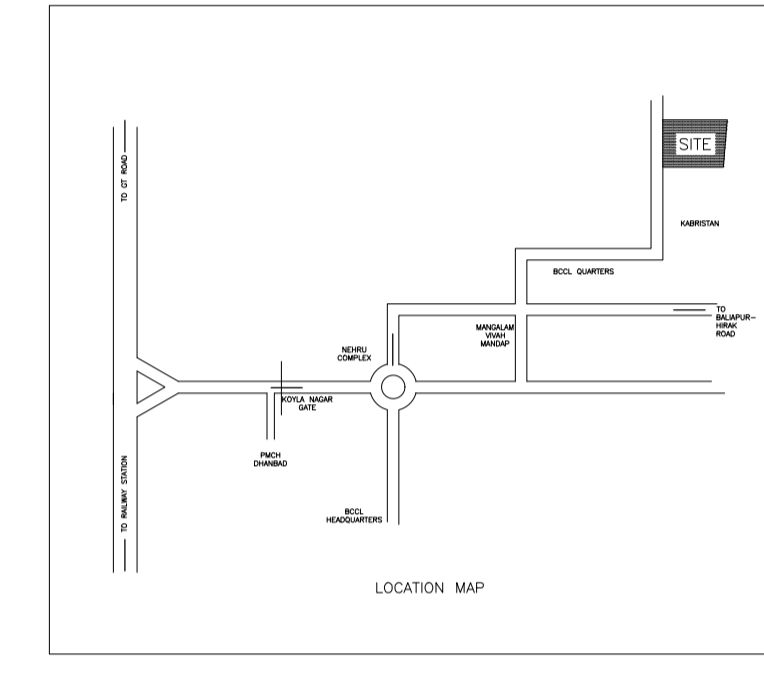 SITE
TO GT ROAD
KABRISTAN
BCCL QUARTERS
TO
BALIAPUR-
HIRAK
ROAD
MANGALAM
VIVAH
MANDAP
NEHRU
COMPLEX
KOYLA NAGAR
GATE
PMCH
DHANBAD
TO RAILWAY STATION
BCCL
HEADQUARTERS
LOCATION MAP